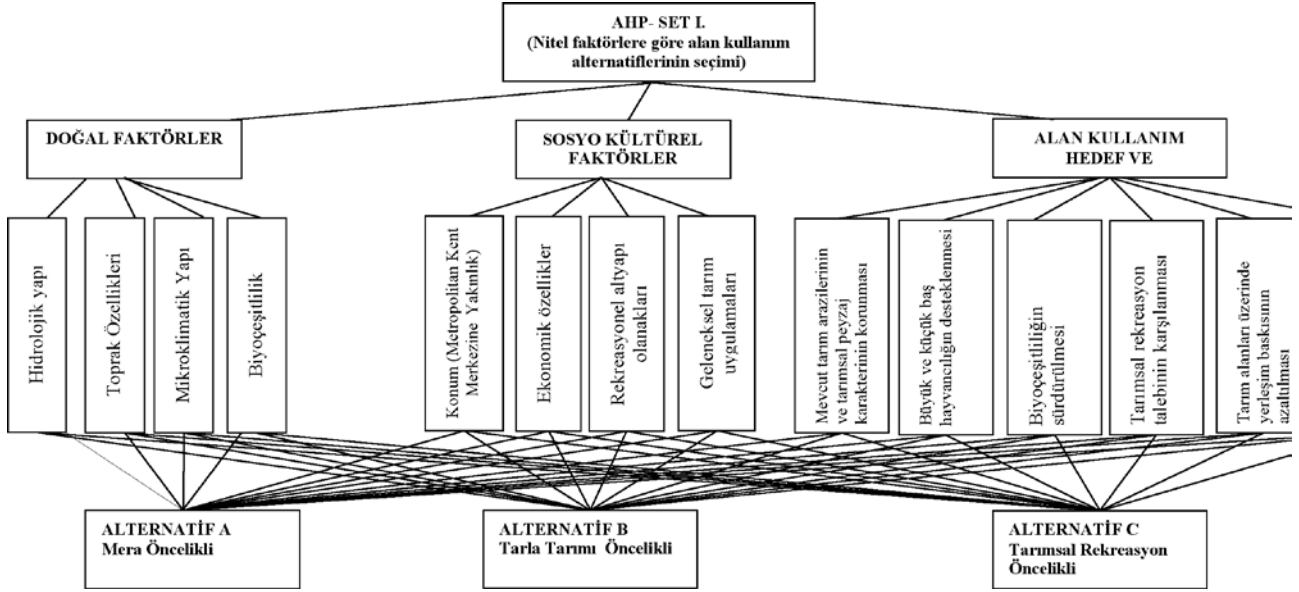 AHP- SET I.
(Nitel faktörlere göre alan kullanım
alternatiflerinin seçimi)
DOĞAL FAKTÖRLER
SOSYO KÜLTÜREL
FAKTÖRLER
ALAN KULLANIM
HEDEF VE
Hidrolojik yapı
Toprak Özellikleri
Mikroklimatik Yapı
Biyoçeşitlilik
Konum (Metropolitan Kent
Merkezine Yakınlık)
Ekonomik özellikler
Rekreasyonel altyapı
olanakları
Geleneksel tarım
uygulamaları
Mevcut tarım arazilerinin
ve tarımsal peyzaj
karakterinin korunması
Büyük ve küçük baş
hayvancılığın desteklenmesi
Biyoçeşitliliğin
sürdürülmesi
Tarımsal rekreasyon
talebinin karşılanması
Tarım alanları üzerinde
yerleşim baskısının
azaltılması
ALTERNATİF A
Mera Öncelikli
ALTERNATİF B
Tarla Tarımı Öncelikli
ALTERNATİF C
Tarımsal Rekreasyon
Öncelikli